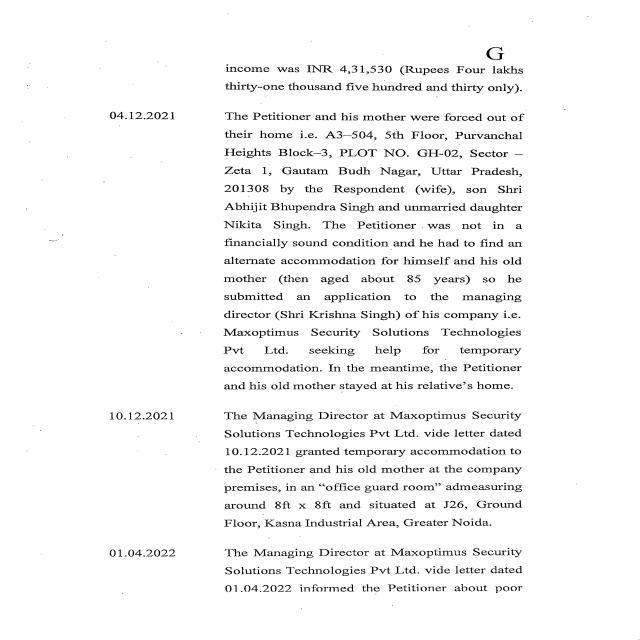 G
income was INR 4,31,530 (Rupees Four lakhs
thirty-one thousand five hundred and thirty only).
04.12.2021 The Petitioner and his mother were forced out of
their home i.e. A3–504, 5th Floor, Purvanchal
Heights Block–3, PLOT NO. GH-02, Sector –
Zeta 1, Gautam Budh Nagar, Uttar Pradesh,
201308 by the Respondent (wife), son Shri
Abhijit Bhupendra Singh and unmarried daughter
Nikita Singh. The Petitioner was not in a
financially sound condition and he had to find an
alternate accommodation for himself and his old
mother (then aged about 85 years) so he
submitted an application to the managing
director (Shri Krishna Singh) of his company i.e.
Maxoptimus Security Solutions Technologies
Pvt Ltd. seeking help for temporary
accommodation. In the meantime, the Petitioner
and his old mother stayed at his relative's home.
10.12.2021 The Managing Director at Maxoptimus Security
Solutions Technologies Pvt Ltd. vide letter dated
10.12.2021 granted temporary accommodation to
the Petitioner and his old mother at the company
premises, in an “office guard room” admeasuring
around 8ft x 8ft and situated at J26, Ground
Floor, Kasna Industrial Area, Greater Noida.
01.04.2022 The Managing Director at Maxoptimus Security
Solutions Technologies Pvt Ltd. vide letter dated
01.04.2022 informed the Petitioner about poor